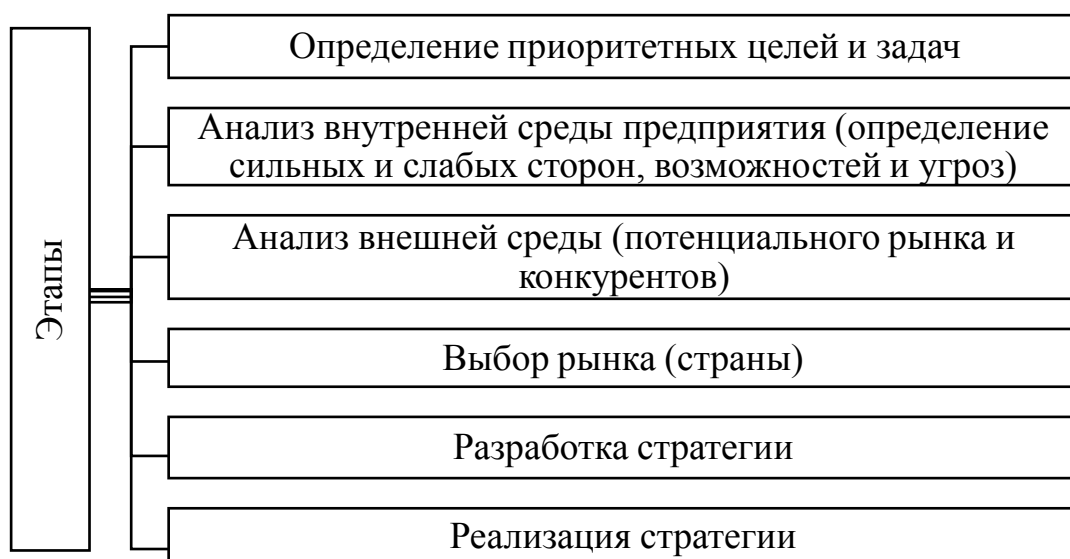 Этапы
Определение приоритетных целей и задач
Анализ внутренней среды предприятия (определение
сильных и слабых сторон, возможностей и угроз)
Анализ внешней среды (потенциального рынка и
конкурентов)
Выбор рынка (страны)
Разработка стратегии
Реализация стратегии